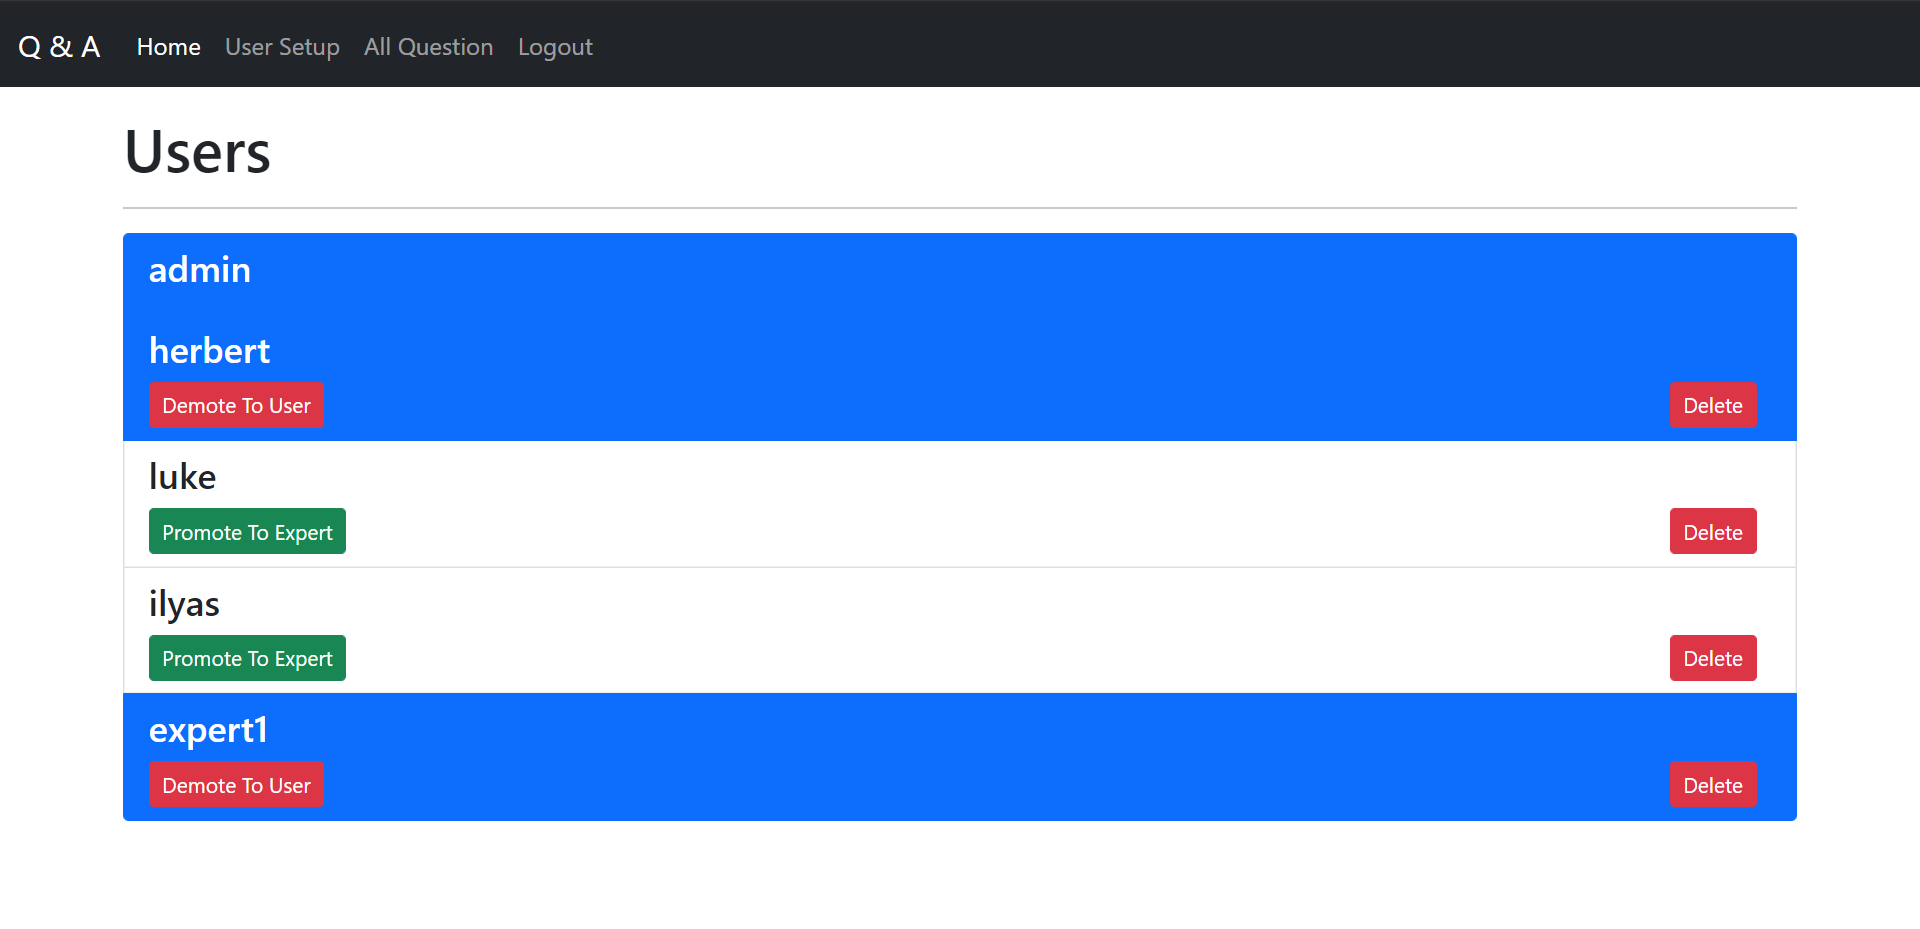 Q & A Home User Setup All Question Logout
Users
admin
herbert
Demote To User Delete
luke
Promote To Expert Delete
ilyas
Promote To Expert Delete
expert1
Demote To User Delete